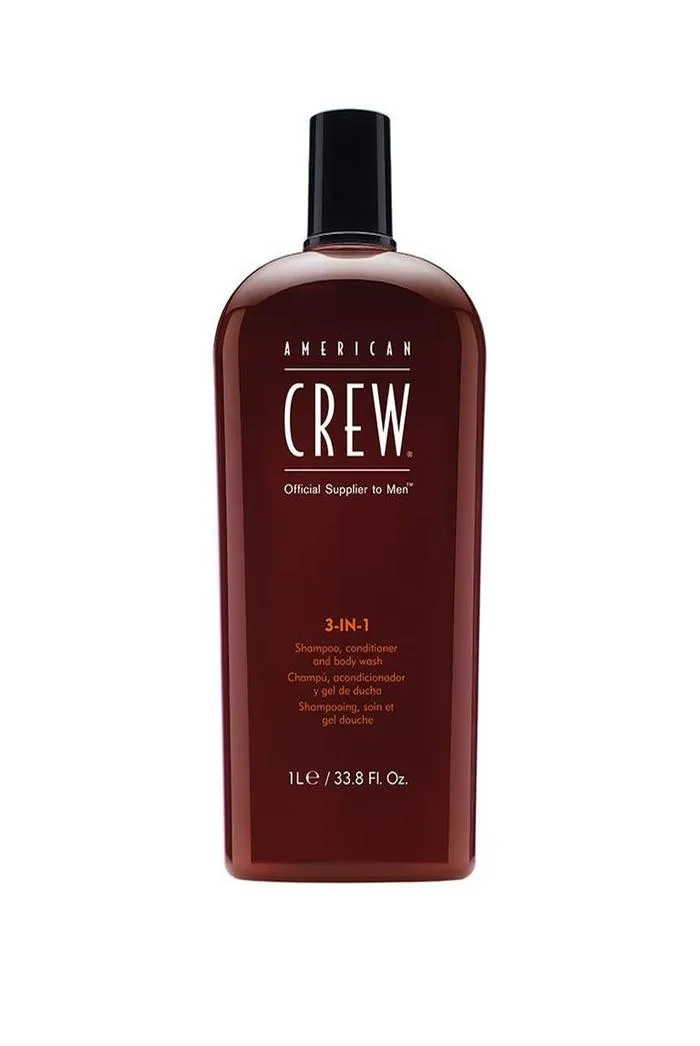 AMERICAN
CREW®
Official Supplier to Men™
3-IN-1
Shampoo, conditioner
and body wash
Champú, acondicionador
y gel de ducha
Shampooing, soin et
gel douche
1L℮ / 33.8 Fl. Oz.